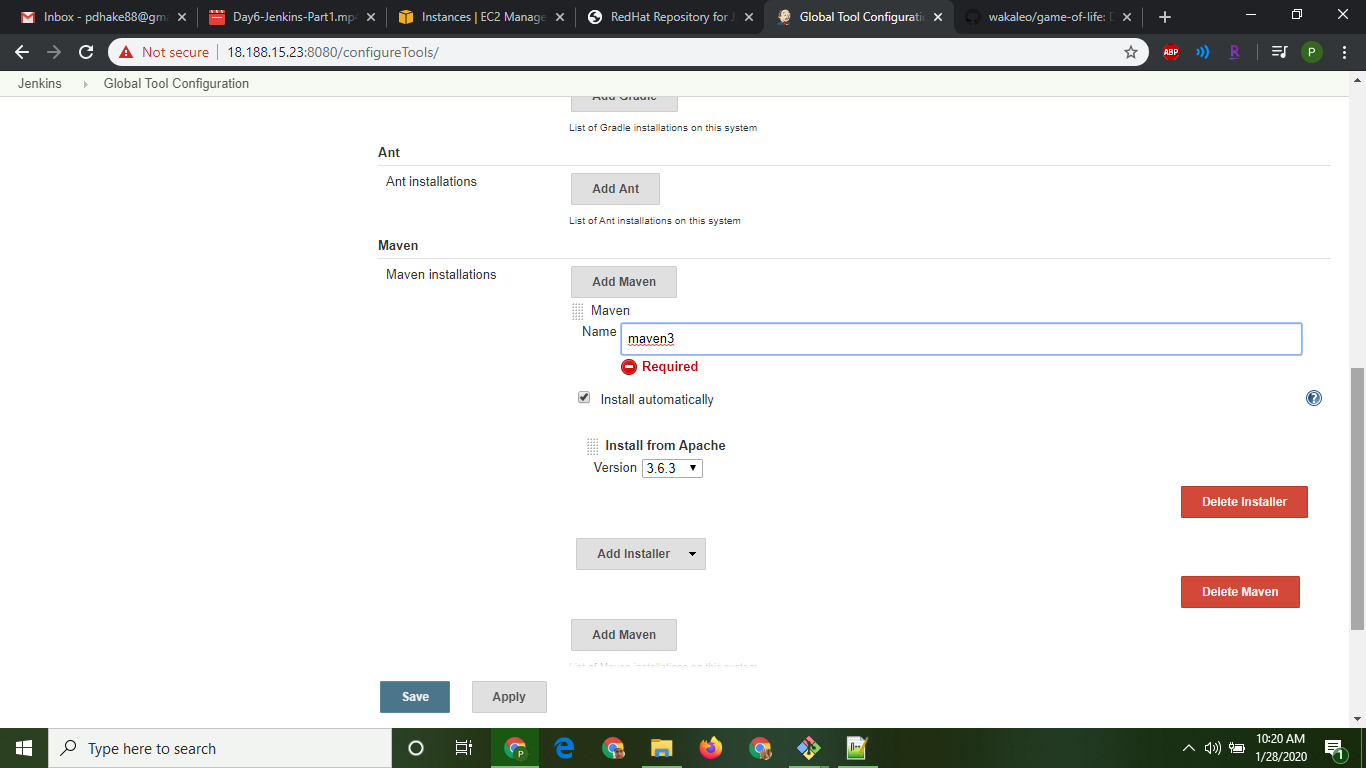 Inbox - pdhake88@gm
Day6-Jenkins-Part1.mp
Instances | EC2 Manage
RedHat Repository for J
Global Tool Configurati
wakaleo/game-of-life: D
Not secure
18.188.15.23:8080/configureTools/
ABP
R
P
Jenkins
Global Tool Configuration
Add Gradle
List of Gradle installations on this system
Ant
Ant installations
Add Ant
List of Ant installations on this system
Maven
Maven installations
Add Maven
Maven
Name
maven3
Required
Install automatically
?
Install from Apache
Version
3.6.3
Delete Installer
Add Installer
Delete Maven
Add Maven
List of Maven installations on this system
Save
Apply
Type here to search
10:20 AM
1/28/2020
1